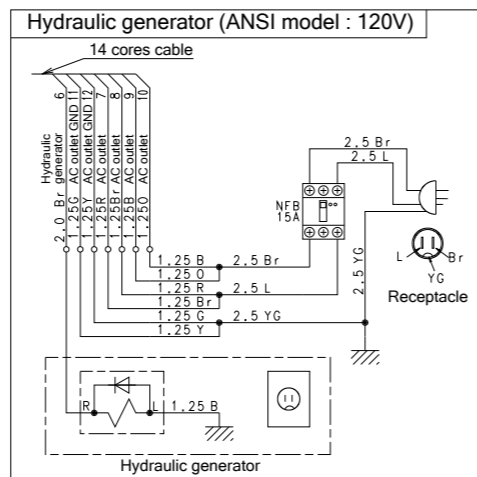 Hydraulic generator (ANSI model : 120V)
14 cores cable
6
11
12
7
8
9
10
Hydraulic
generator
AC outlet GND
AC outlet GND
AC outlet
AC outlet
AC outlet
AC outlet
2.0 Br
1.25G
1.25Y
1.25R
1.25Br
1.25B
1.25O
2.5 Br
2.5 L
NFB
15A
1.25 B
2.5 Br
1.25 O
1.25 R
2.5 L
1.25 Br
1.25 G
2.5 YG
1.25 Y
2.5 YG
L
Br
YG
Receptacle
R
L
1.25 B
Hydraulic generator